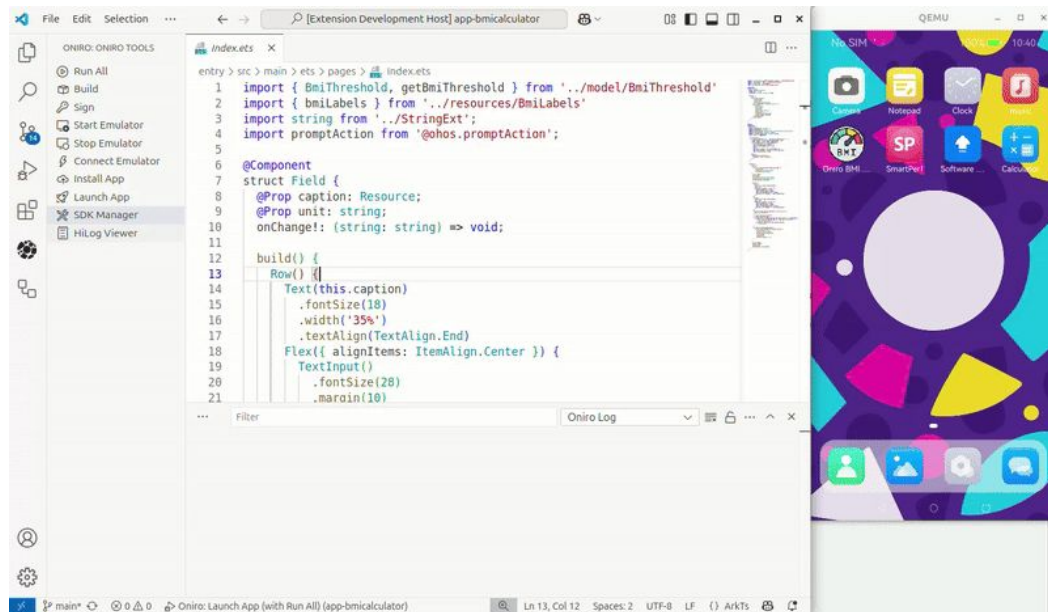 File Edit Selection ···
[Extension Development Host] app-bmicalculator
ONIRO: ONIRO TOOLS
Run All
Build
Sign
Start Emulator
Stop Emulator
Connect Emulator
Install App
Launch App
SDK Manager
HiLog Viewer
14
Index.ets
entry > src > main > ets > pages > Index.ets
1 import { BmiThreshold, getBmiThreshold } from '../model/BmiThreshold'
2 import { bmiLabels } from '../resources/BmiLabels'
3 import string from '../StringExt';
4 import promptAction from '@ohos.promptAction';
5
6 @Component
7 struct Field {
8 @Prop caption: Resource;
9 @Prop unit: string;
10 onChange!: (string: string) => void;
11
12 build() {
13 Row() {
14 Text(this.caption)
15 .fontSize(18)
16 .width('35%')
17 .textAlign(TextAlign.End)
18 Flex({ alignItems: ItemAlign.Center }) {
19 TextInput()
20 .fontSize(28)
21 .margin(10)
Filter
Oniro Log
main*
0 0
Oniro: Launch App (with Run All) (app-bmicalculator)
Ln 13, Col 12 Spaces: 2 UTF-8 LF {} ArkTs
QEMU
No SIM 100% 10:40
Camera Notepad Clock music
BMI SP
Oniro BMI ... SmartPerf Software ... Calculator